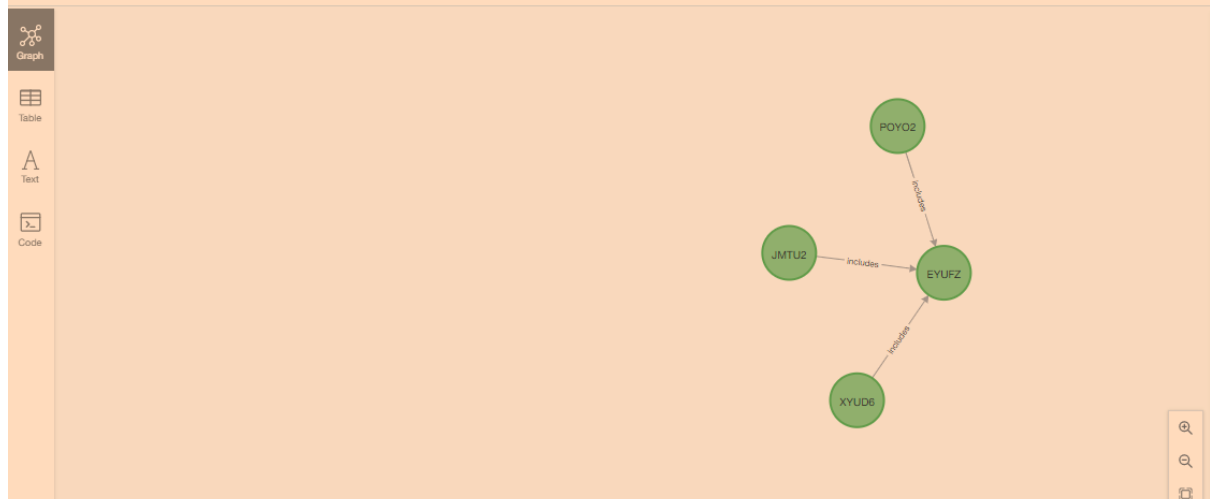 Graph
Table
Text
Code
POYO2
includes
JMTU2
includes
EYUFZ
includes
XYUD6